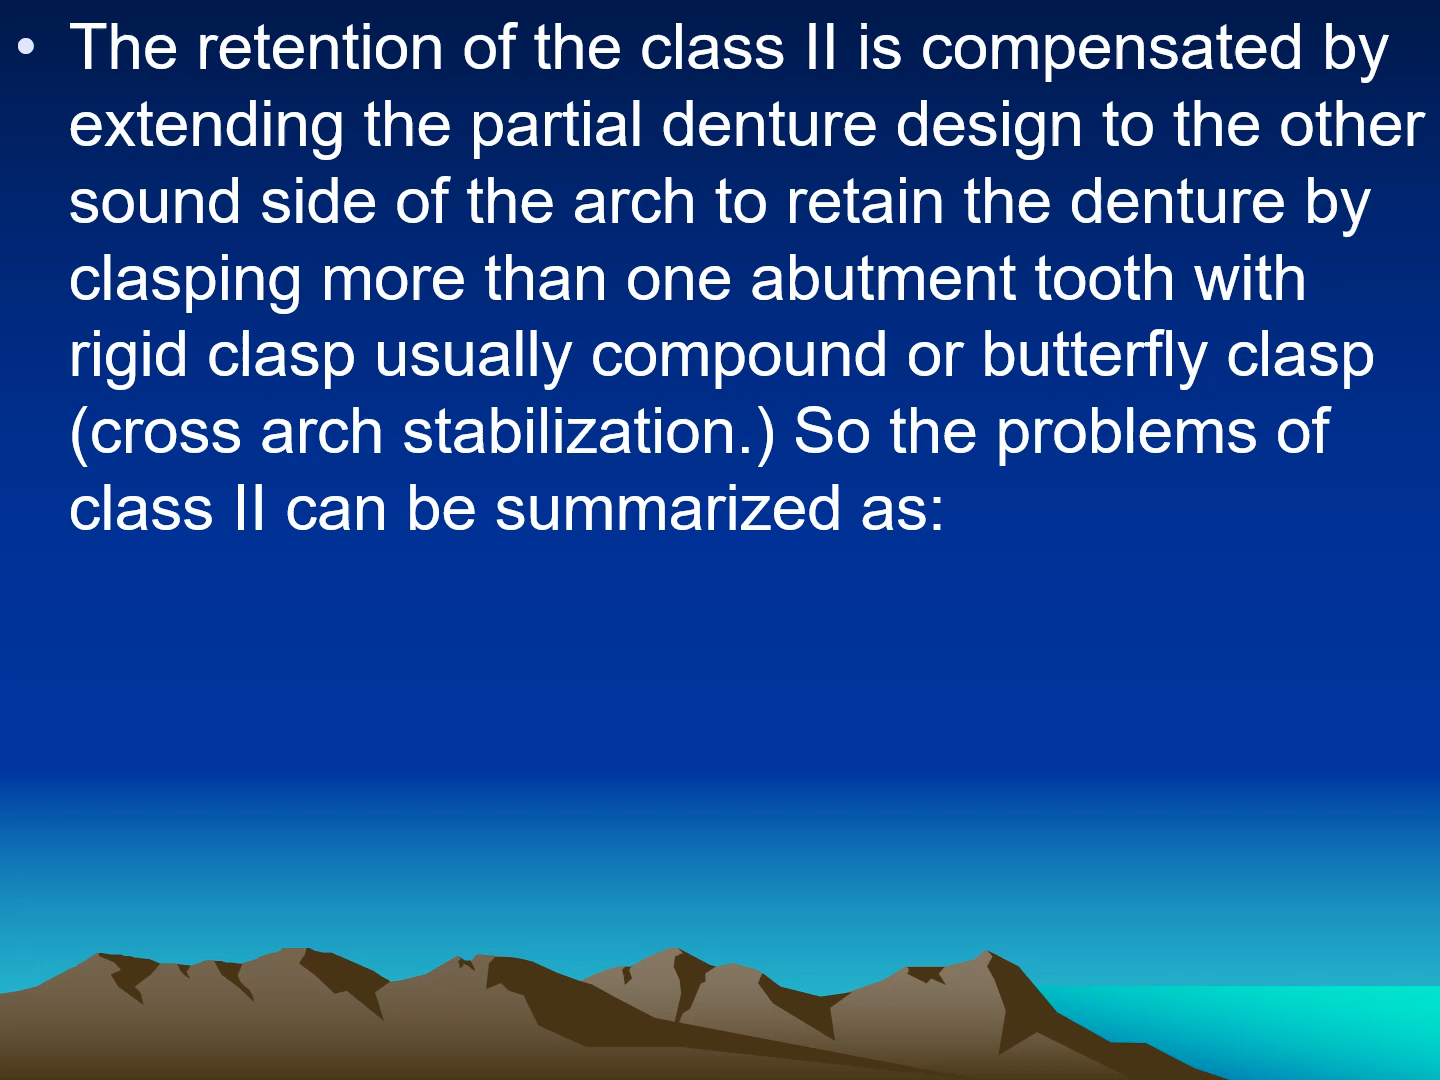 • The retention of the class II is compensated by
extending the partial denture design to the other
sound side of the arch to retain the denture by
clasping more than one abutment tooth with
rigid clasp usually compound or butterfly clasp
(cross arch stabilization.) So the problems of
class II can be summarized as: